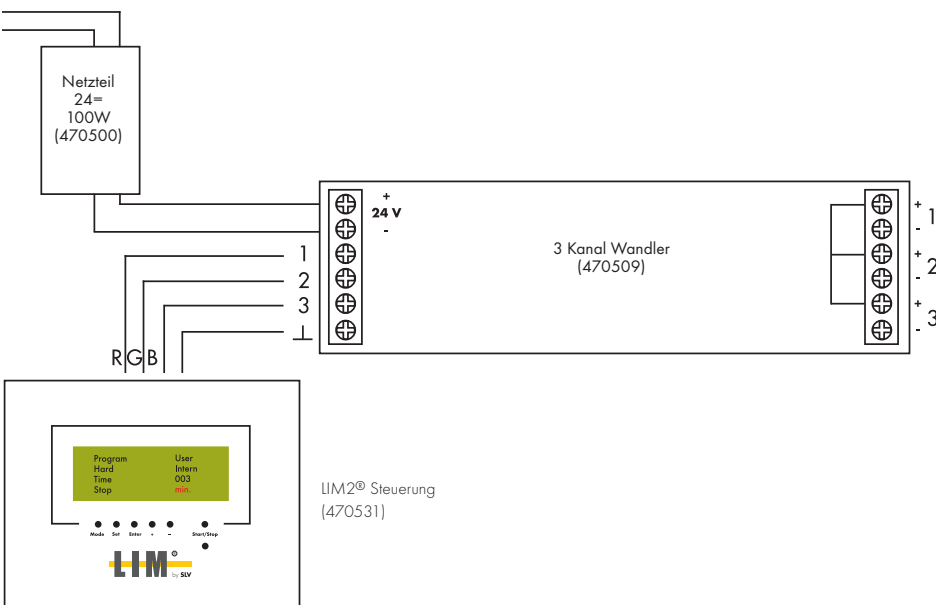 Netzteil
24=
100W
(470500)
+
24 V
-
1
2
3
⊥
3 Kanal Wandler
(470509)
+
1
-
+
2
-
+
3
-
R G B
Program User
Hard Intern
Time 003
Stop min.
Mode Set Enter + – Start/Stop
LIM®
by SLV
LIM2® Steuerung
(470531)